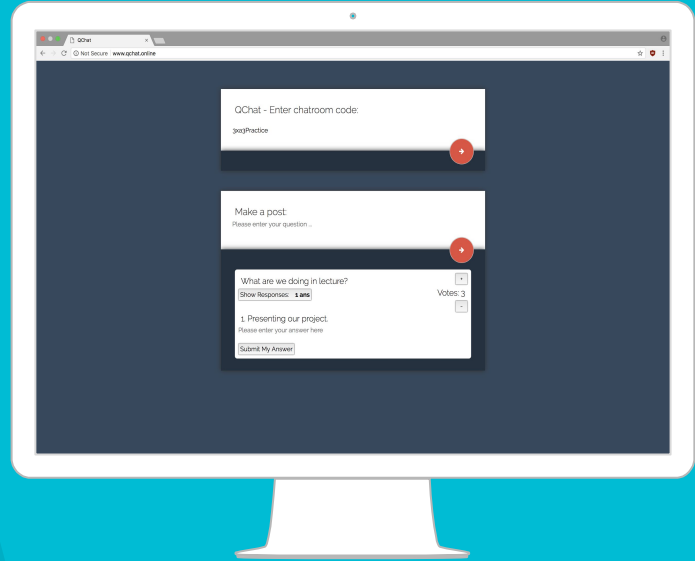 QChat
Not Secure www.qchat.online
QChat - Enter chatroom code:
3xa3Practice
Make a post:
Please enter your question ...
What are we doing in lecture?
+
Show Responses: 1 ans
Votes: 3
-
1. Presenting our project.
Please enter your answer here
Submit My Answer